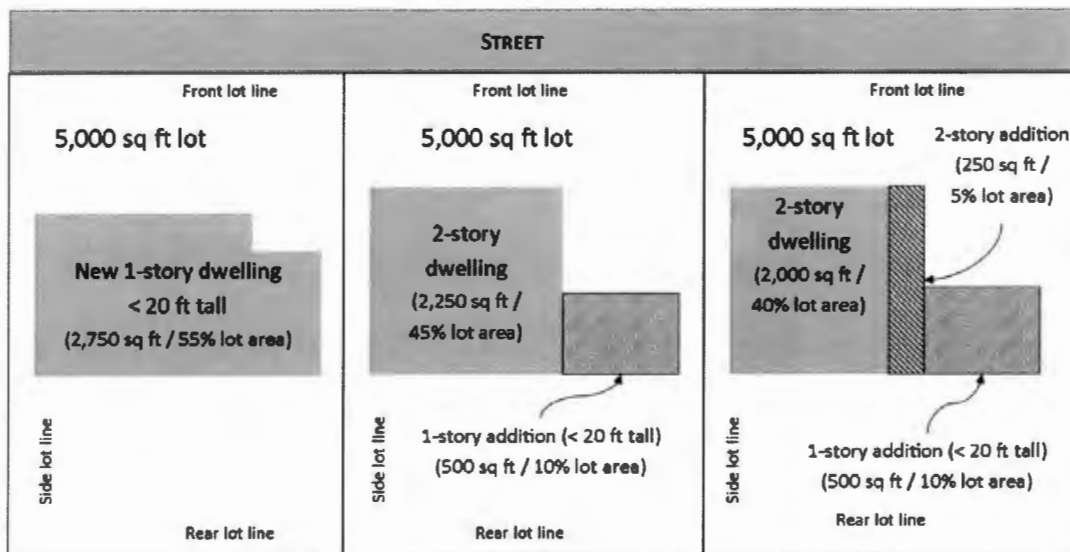 STREET
Front lot line
5,000 sq ft lot
New 1-story dwelling
< 20 ft tall
(2,750 sq ft / 55% lot area)
Side lot line
Rear lot line
Front lot line
5,000 sq ft lot
2-story
dwelling
(2,250 sq ft /
45% lot area)
1-story addition (< 20 ft tall)
(500 sq ft / 10% lot area)
Side lot line
Rear lot line
Front lot line
5,000 sq ft lot
2-story addition
(250 sq ft /
5% lot area)
2-story
dwelling
(2,000 sq ft /
40% lot area)
1-story addition (< 20 ft tall)
(500 sq ft / 10% lot area)
Side lot line
Rear lot line